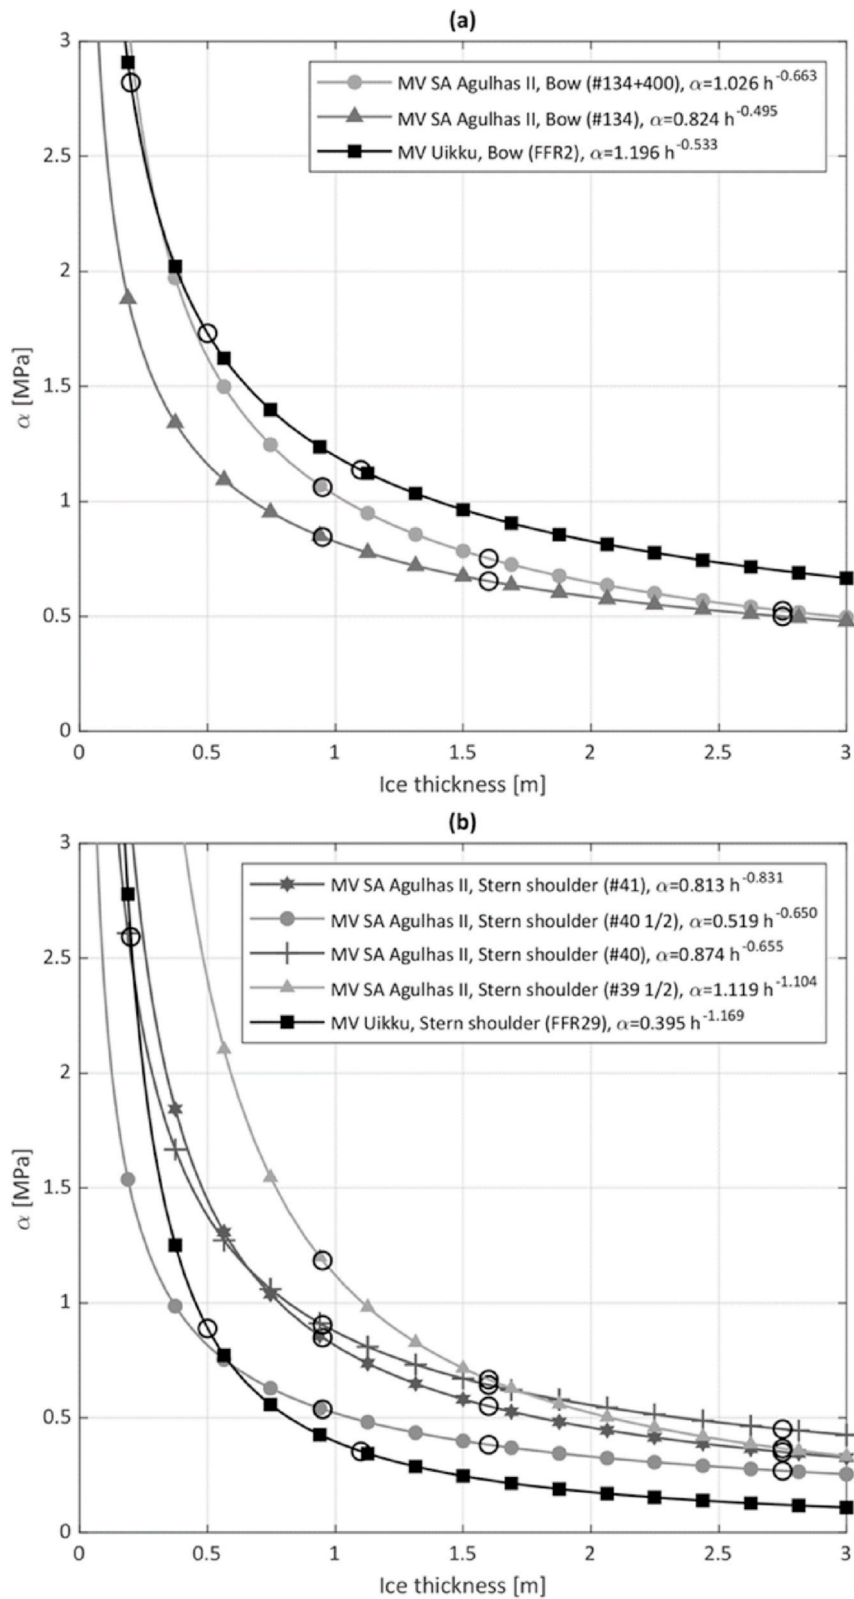 (a)
3
2.5
2
1.5
1
0.5
0
α [MPa]
MV SA Agulhas II, Bow (#134+400), α=1.026 h^-0.663
MV SA Agulhas II, Bow (#134), α=0.824 h^-0.495
MV Uikku, Bow (FFR2), α=1.196 h^-0.533
0 0.5 1 1.5 2 2.5 3
Ice thickness [m]
(b)
3
2.5
2
1.5
1
0.5
0
α [MPa]
MV SA Agulhas II, Stern shoulder (#41), α=0.813 h^-0.831
MV SA Agulhas II, Stern shoulder (#40 1/2), α=0.519 h^-0.650
MV SA Agulhas II, Stern shoulder (#40), α=0.874 h^-0.655
MV SA Agulhas II, Stern shoulder (#39 1/2), α=1.119 h^-1.104
MV Uikku, Stern shoulder (FFR29), α=0.395 h^-1.169
0 0.5 1 1.5 2 2.5 3
Ice thickness [m]